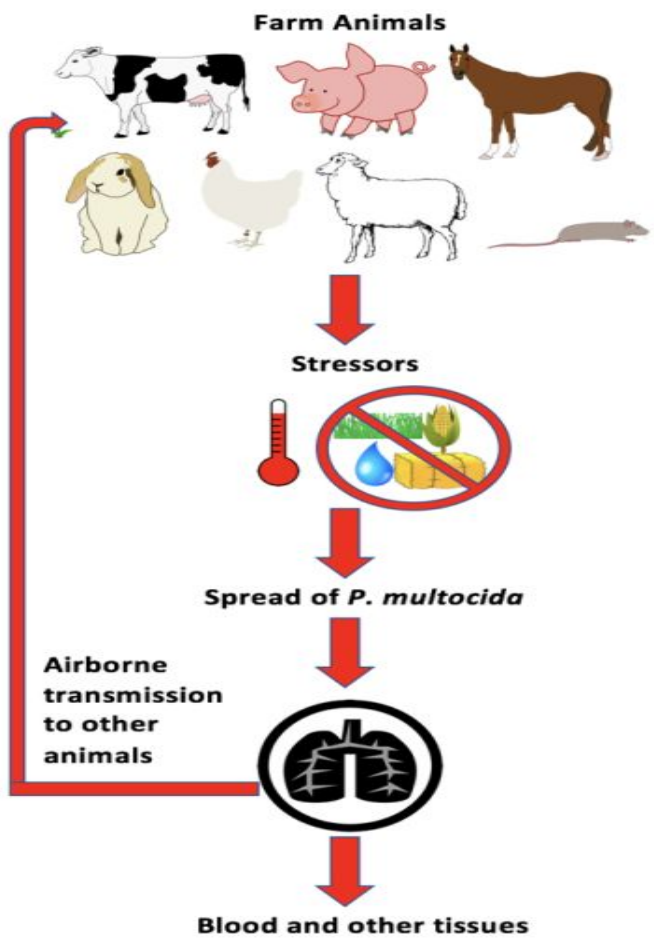 Farm Animals
Stressors
Spread of P. multocida
Airborne
transmission
to other
animals
Blood and other tissues